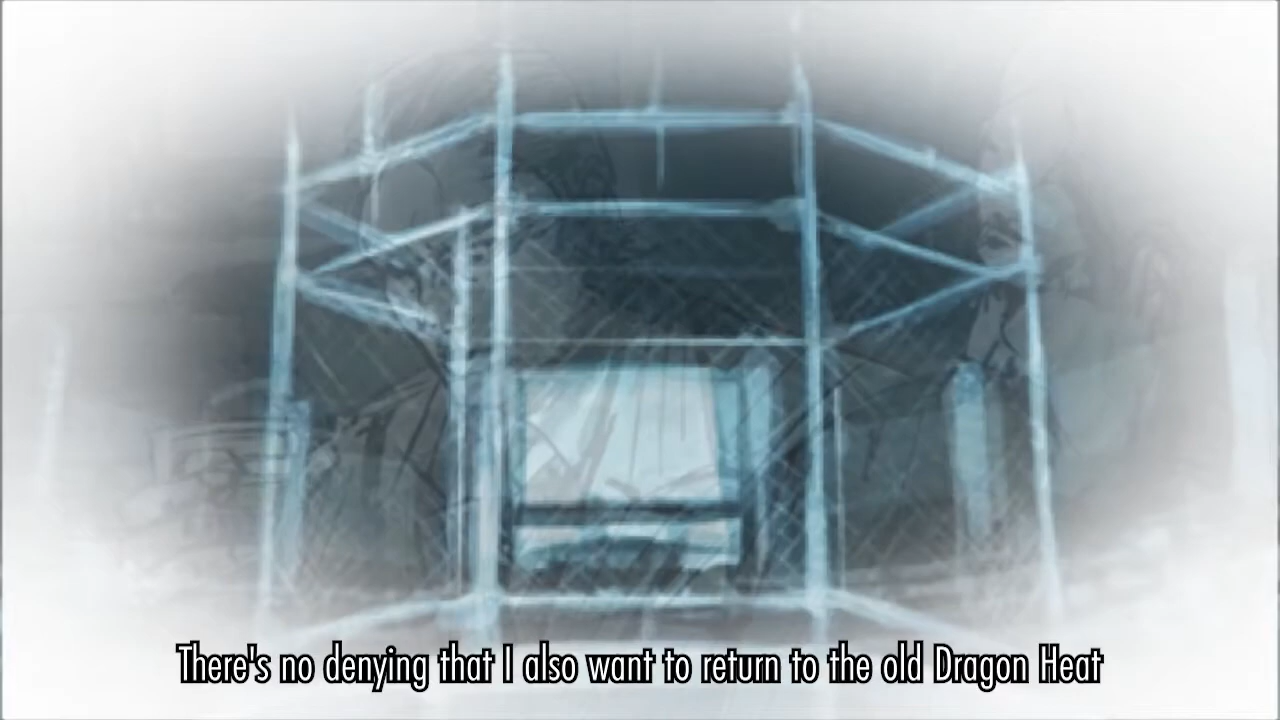 There's no denying that I also want to return to the old Dragon Heat